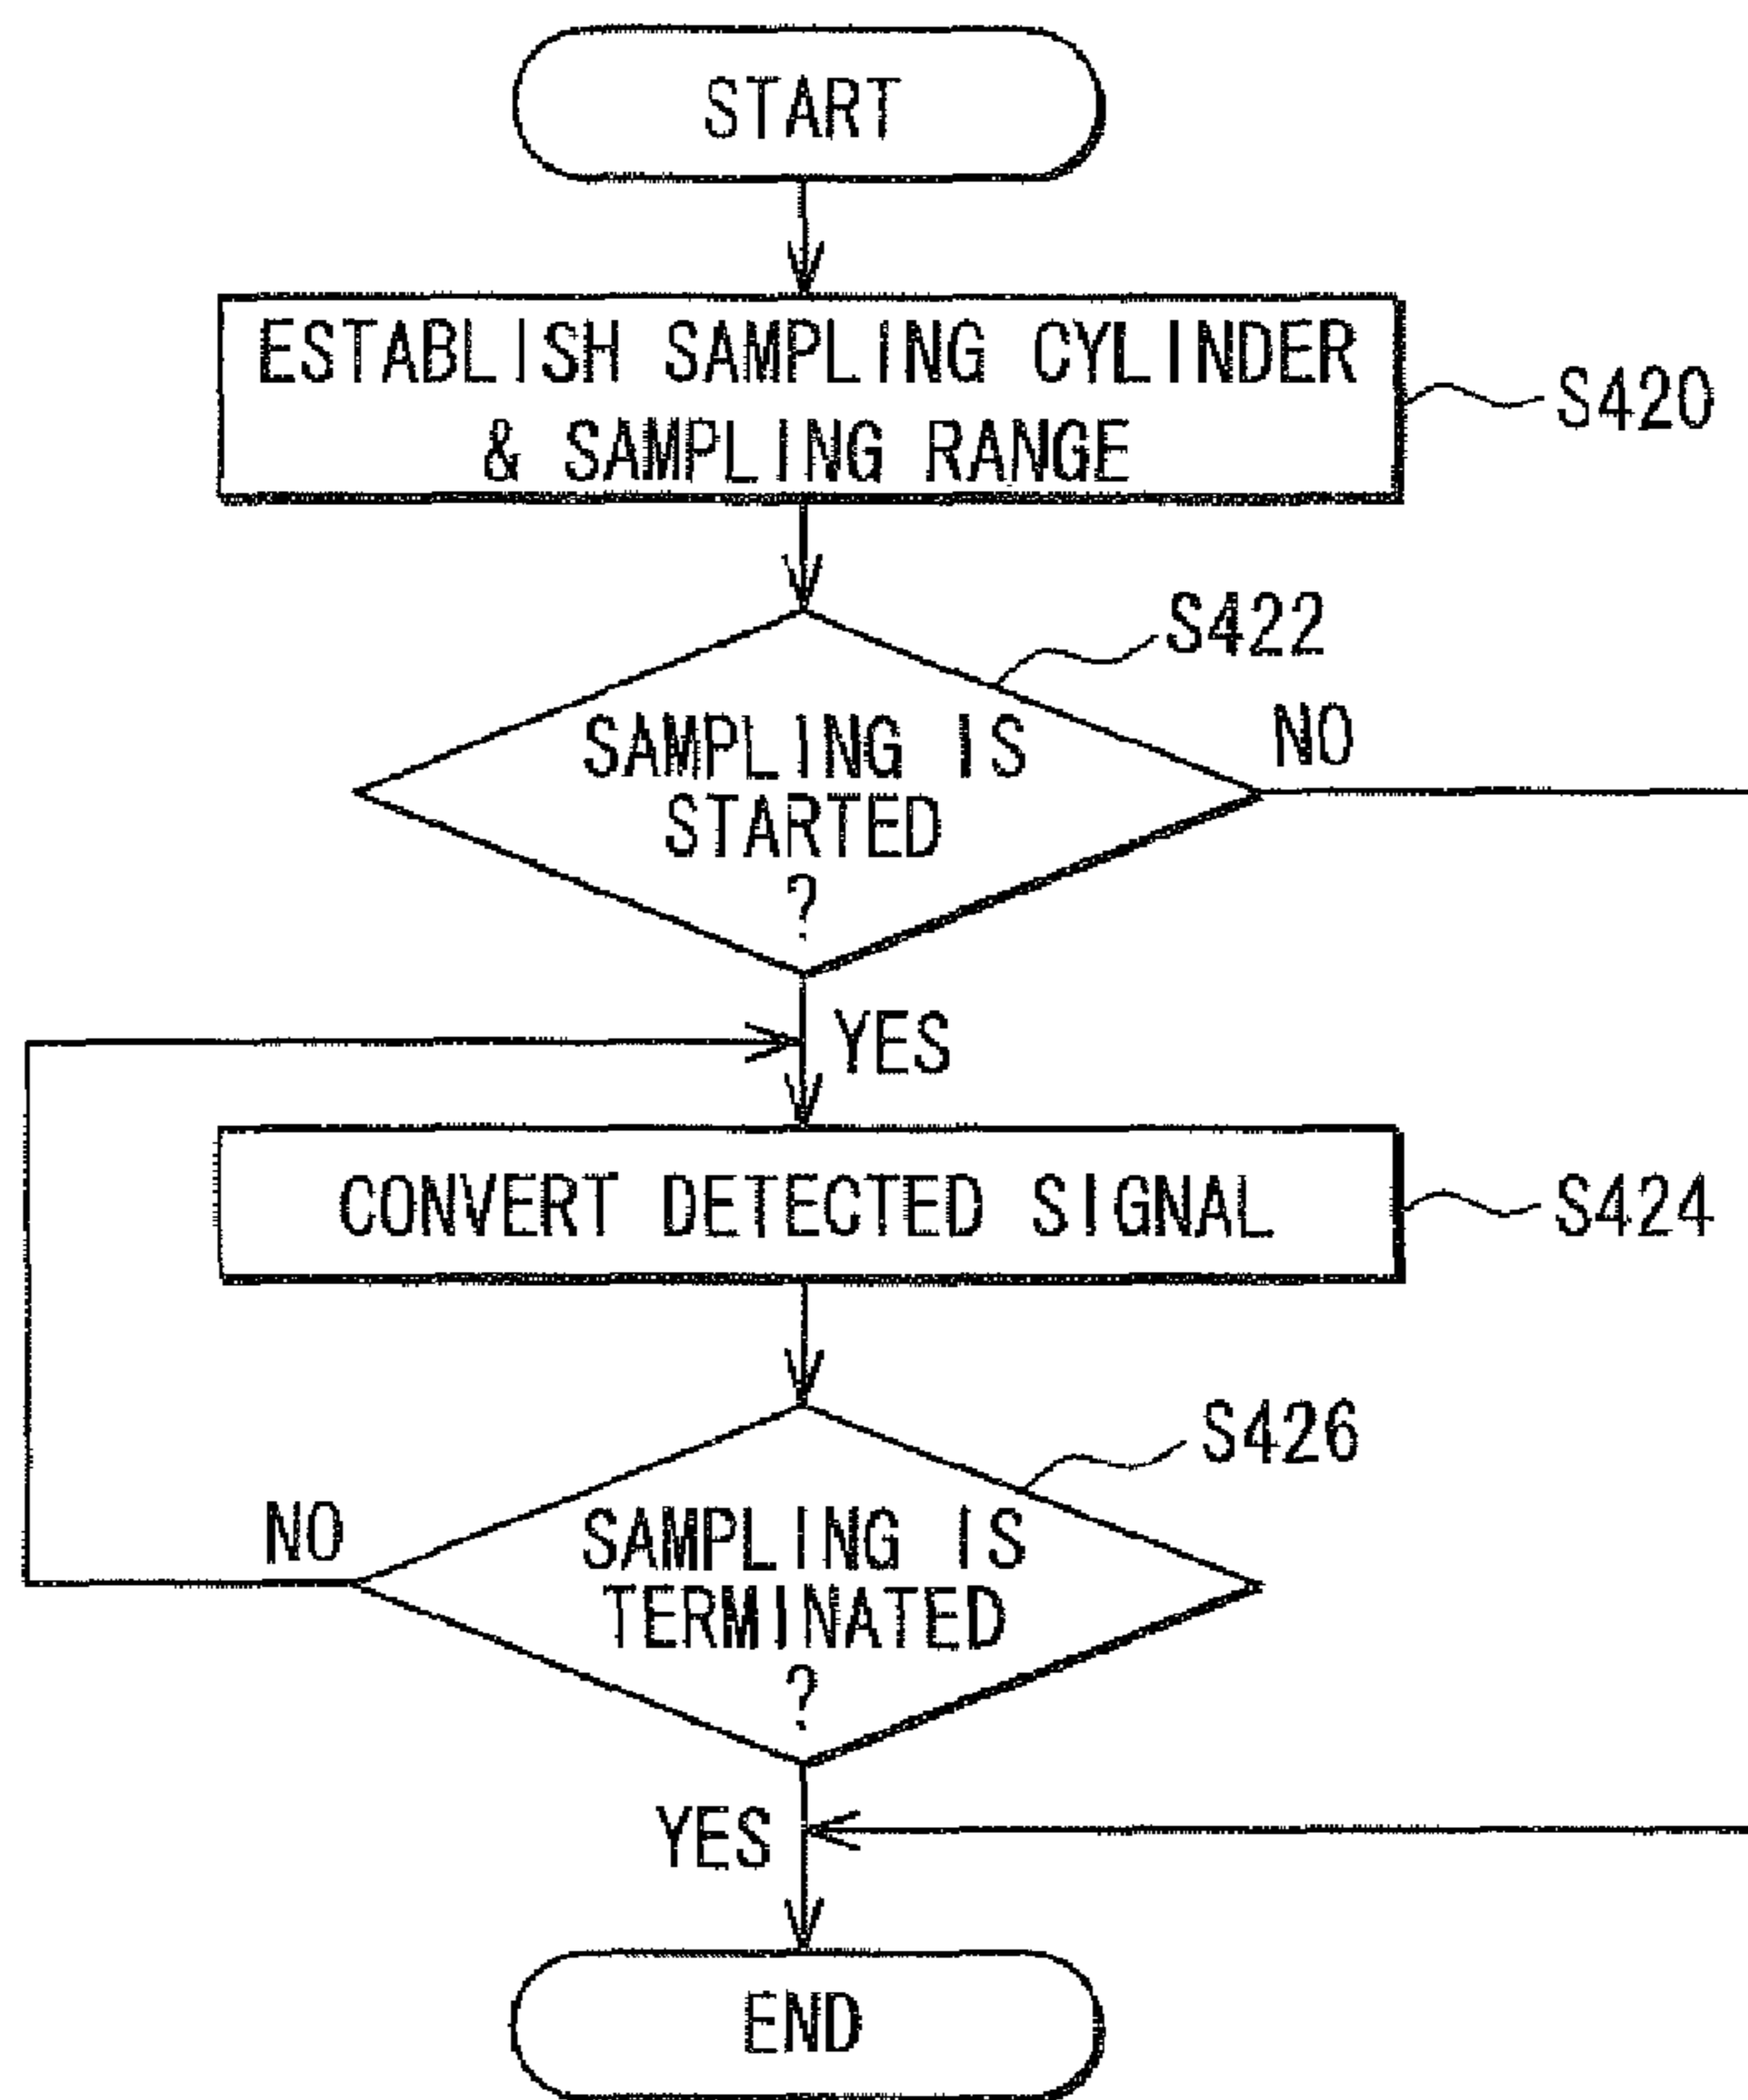 START
ESTABLISH SAMPLING CYLINDER
& SAMPLING RANGE
S420
S422
SAMPLING IS
STARTED
?
NO
YES
CONVERT DETECTED SIGNAL
S424
S426
SAMPLING IS
TERMINATED
?
NO
YES
END